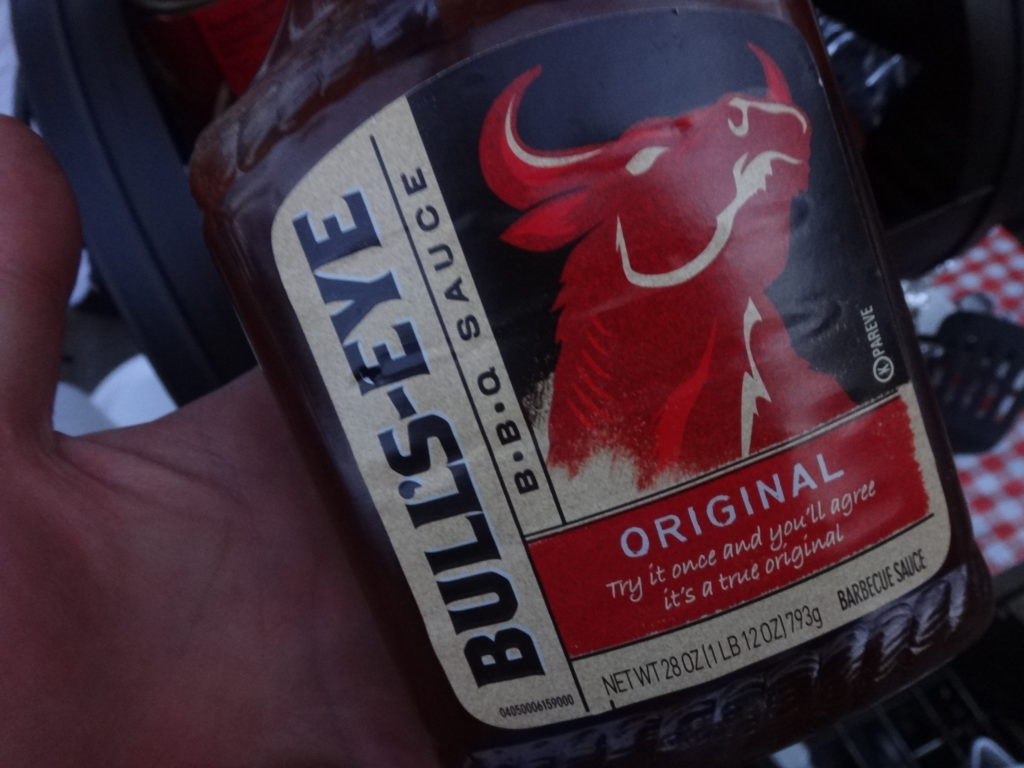 BULL'S-EYE
B·B·Q SAUCE
K PAREVE
ORIGINAL
Try it once and you'll agree
it's a true original
NET WT 28 OZ (1 LB 12 OZ) 793g BARBECUE SAUCE
04050006159000